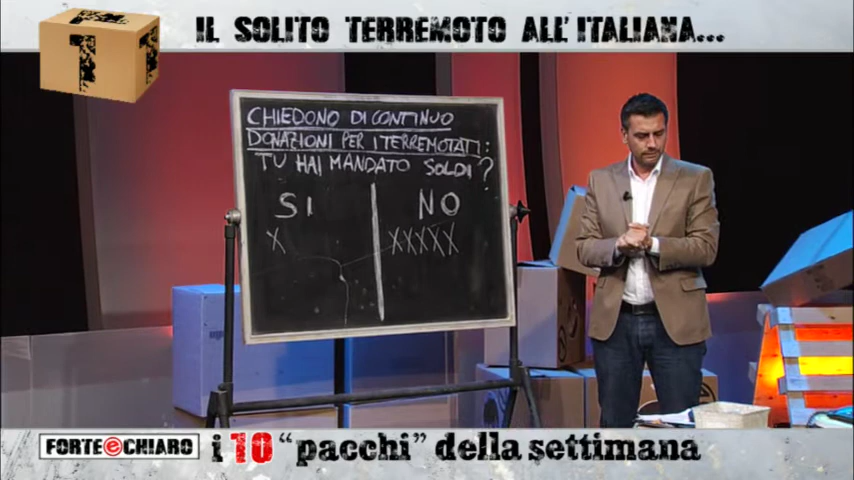 IL SOLITO TERREMOTO ALL'ITALIANA...
1
CHIEDONO DI CONTINUO
DONAZIONI PER I TERREMOTATI:
TU HAI MANDATO SOLDI?
SI NO
X XXXXX
FORTE e CHIARO i 10 "pacchi" della settimana